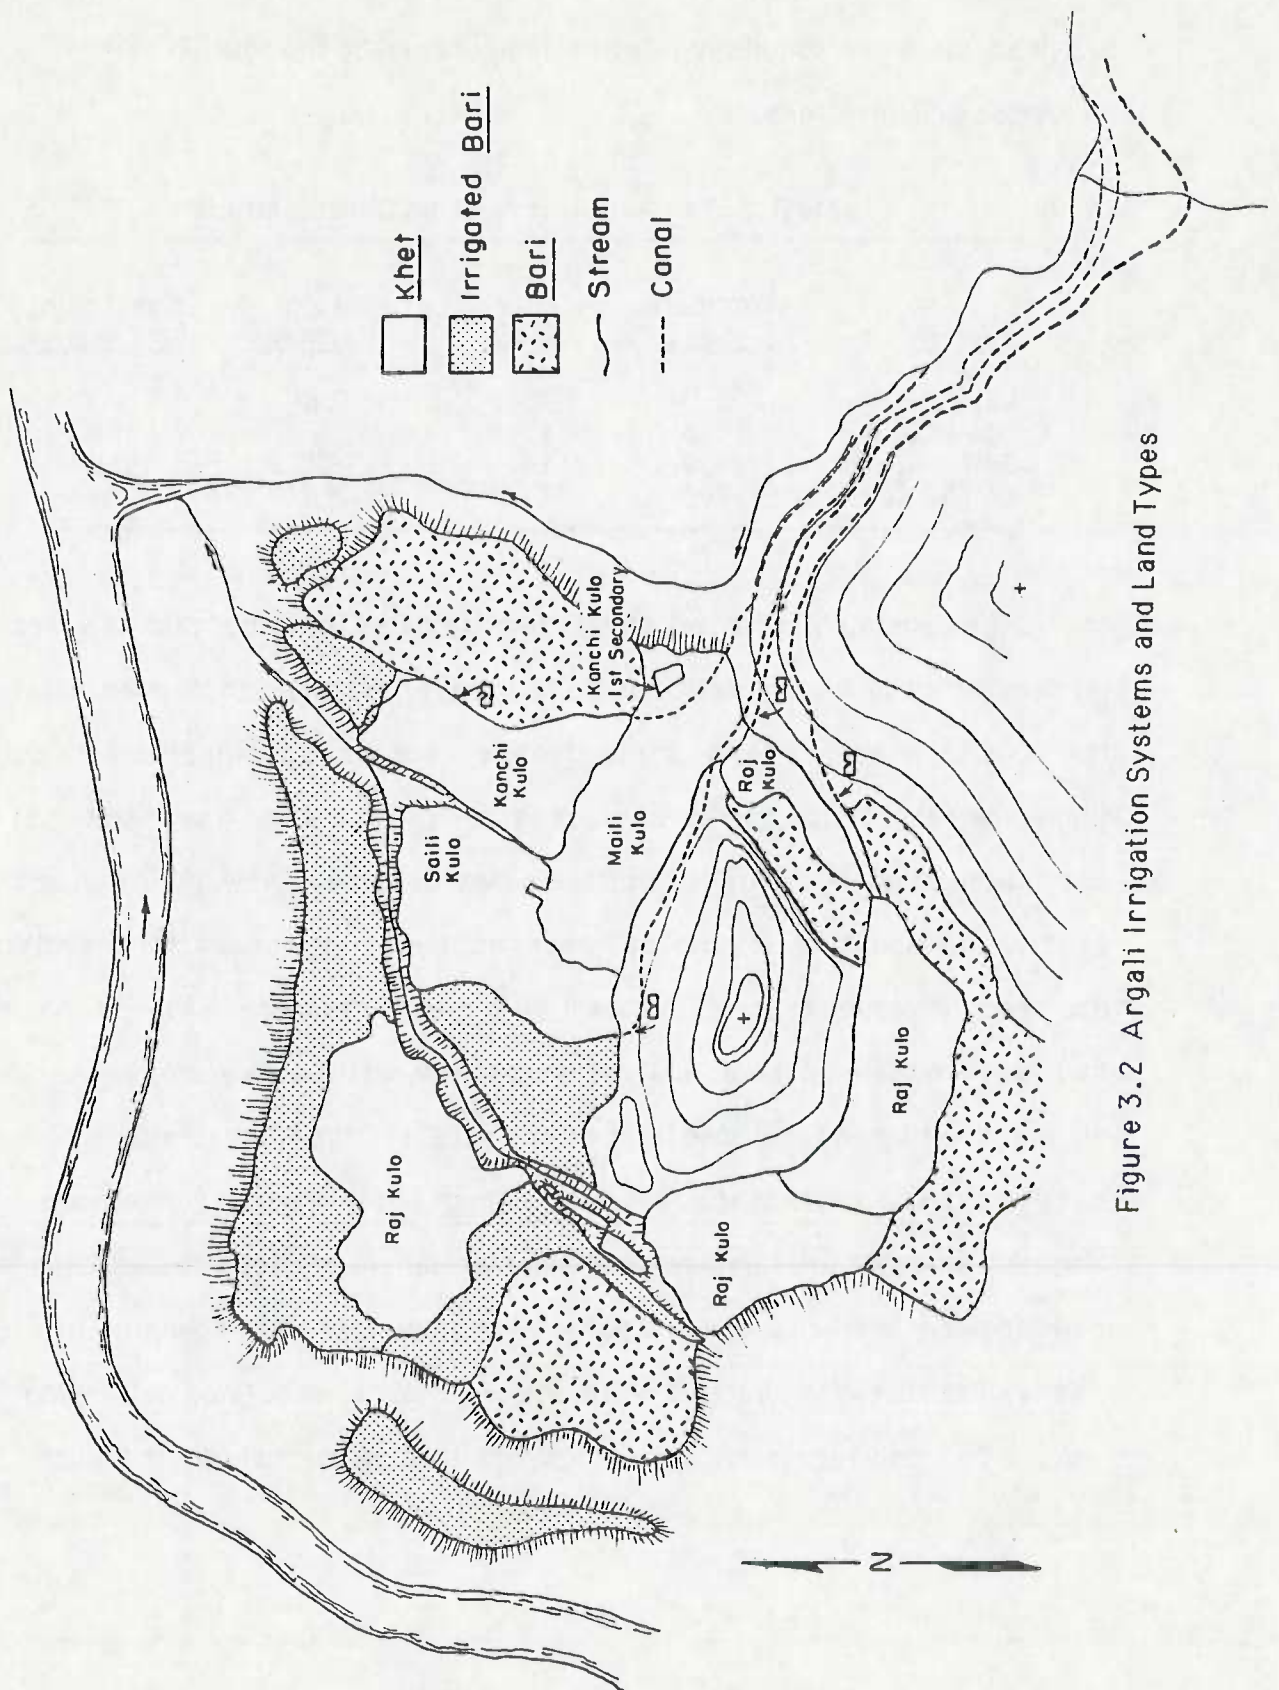 Khet
Irrigated Bari
Bari
Stream
Canal
Kanchi Kulo
1st Secondary
Kanchi
Kulo
Saili
Kulo
Maili
Kulo
Raj
Kulo
Raj Kulo
Raj Kulo
Raj Kulo
N
Figure 3.2 Argali Irrigation Systems and Land Types